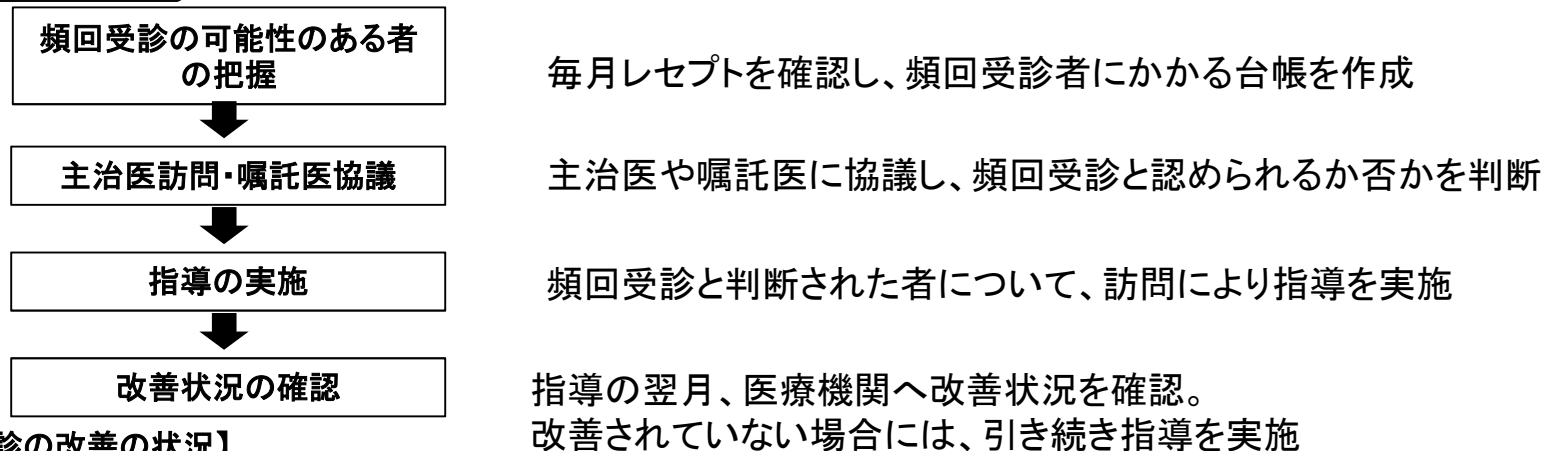 頻回受診の可能性のある者
の把握
毎月レセプトを確認し、頻回受診者にかかる台帳を作成
主治医訪問・嘱託医協議
主治医や嘱託医に協議し、頻回受診と認められるか否かを判断
指導の実施
頻回受診と判断された者について、訪問により指導を実施
改善状況の確認
指導の翌月、医療機関へ改善状況を確認。
改善されていない場合には、引き続き指導を実施
診の改善の状況】